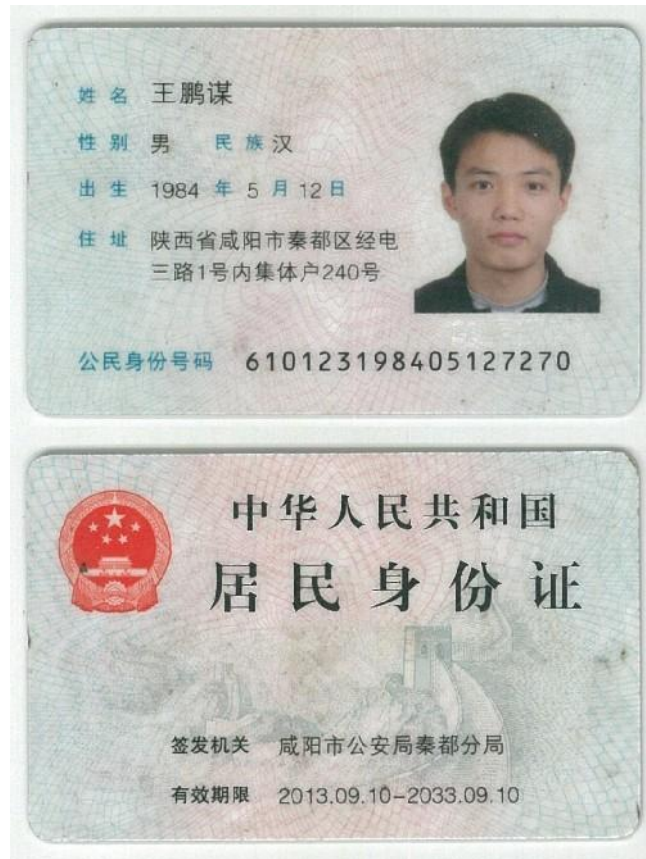 姓名 王鹏谋
性别 男 民族 汉
出生 1984 年 5 月 12 日
住址 陕西省咸阳市秦都区经电
三路1号内集体户240号
公民身份号码 610123198405127270
中华人民共和国
居民身份证
签发机关 咸阳市公安局秦都分局
有效期限 2013.09.10-2033.09.10